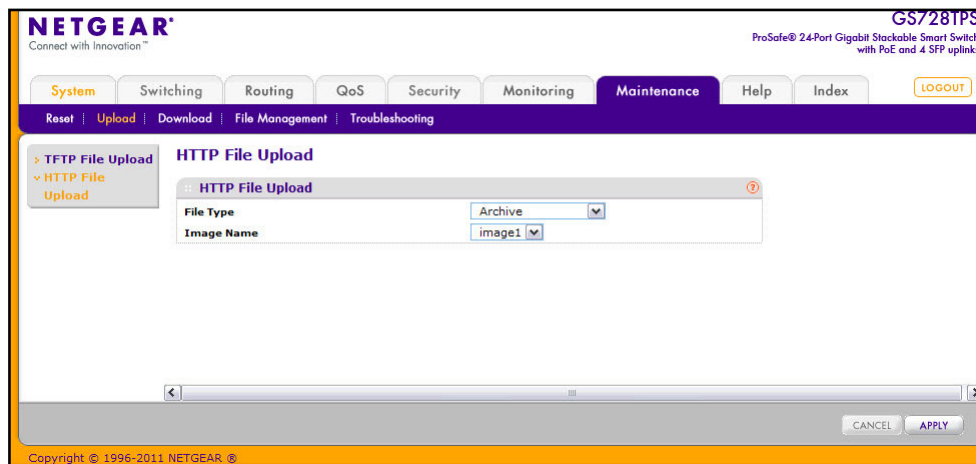 NETGEAR®
Connect with Innovation™
GS728TPS
ProSafe® 24-Port Gigabit Stackable Smart Switch
with PoE and 4 SFP uplinks
System Switching Routing QoS Security Monitoring Maintenance Help Index LOGOUT
Reset Upload Download File Management Troubleshooting
TFTP File Upload
HTTP File
Upload
HTTP File Upload
HTTP File Upload ?
File Type Archive
Image Name image1
CANCEL APPLY
Copyright © 1996-2011 NETGEAR ®